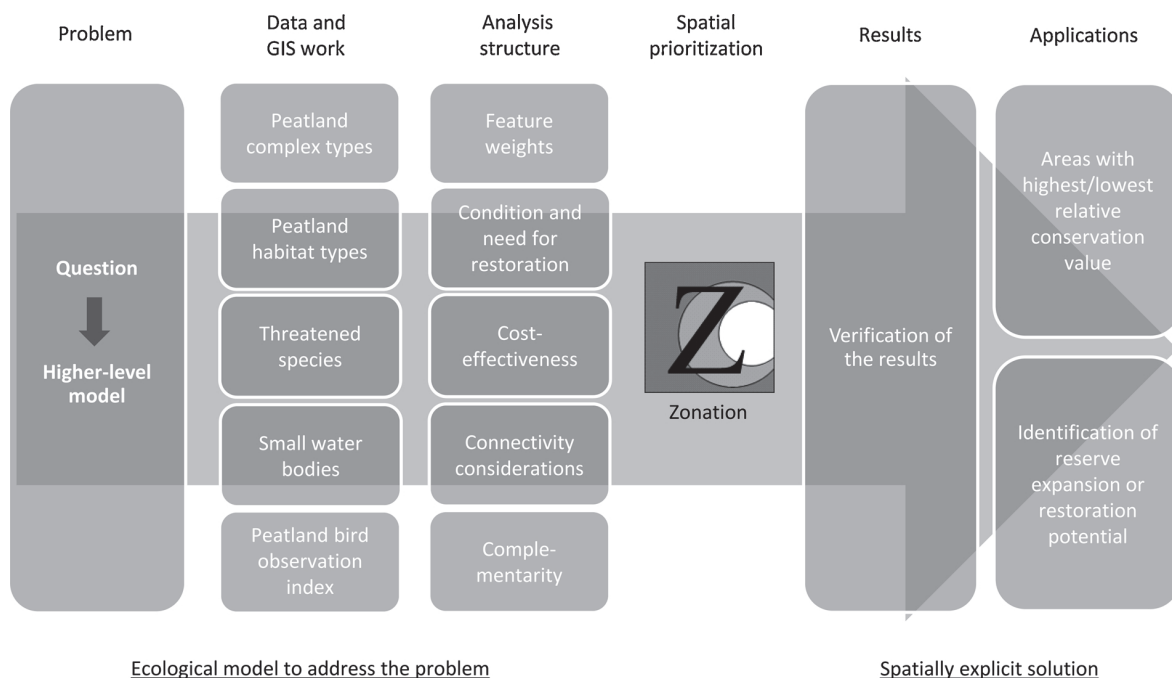 Problem
Data and
GIS work
Analysis
structure
Spatial
prioritization
Results
Applications
Question
Higher-level
model
Peatland
complex types
Peatland
habitat types
Threatened
species
Small water
bodies
Peatland bird
observation
index
Feature
weights
Condition and
need for
restoration
Cost-
effectiveness
Connectivity
considerations
Comple-
mentarity
Z
Zonation
Verification of
the results
Areas with
highest/lowest
relative
conservation
value
Identification of
reserve
expansion or
restoration
potential
Ecological model to address the problem
Spatially explicit solution